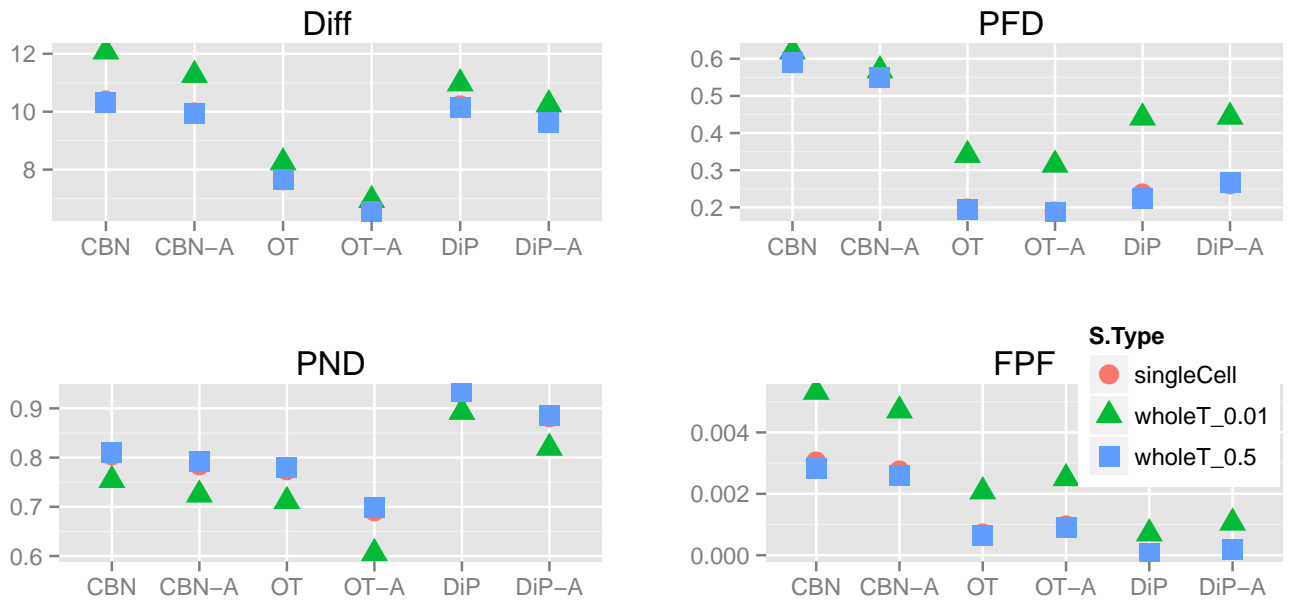 Diff
12
10
8
CBN CBN−A OT OT−A DiP DiP−A
PFD
0.6
0.5
0.4
0.3
0.2
CBN CBN−A OT OT−A DiP DiP−A
PND
0.9
0.8
0.7
0.6
CBN CBN−A OT OT−A DiP DiP−A
FPF
0.004
0.002
0.000
CBN CBN−A OT OT−A DiP DiP−A
S.Type
singleCell
wholeT_0.01
wholeT_0.5